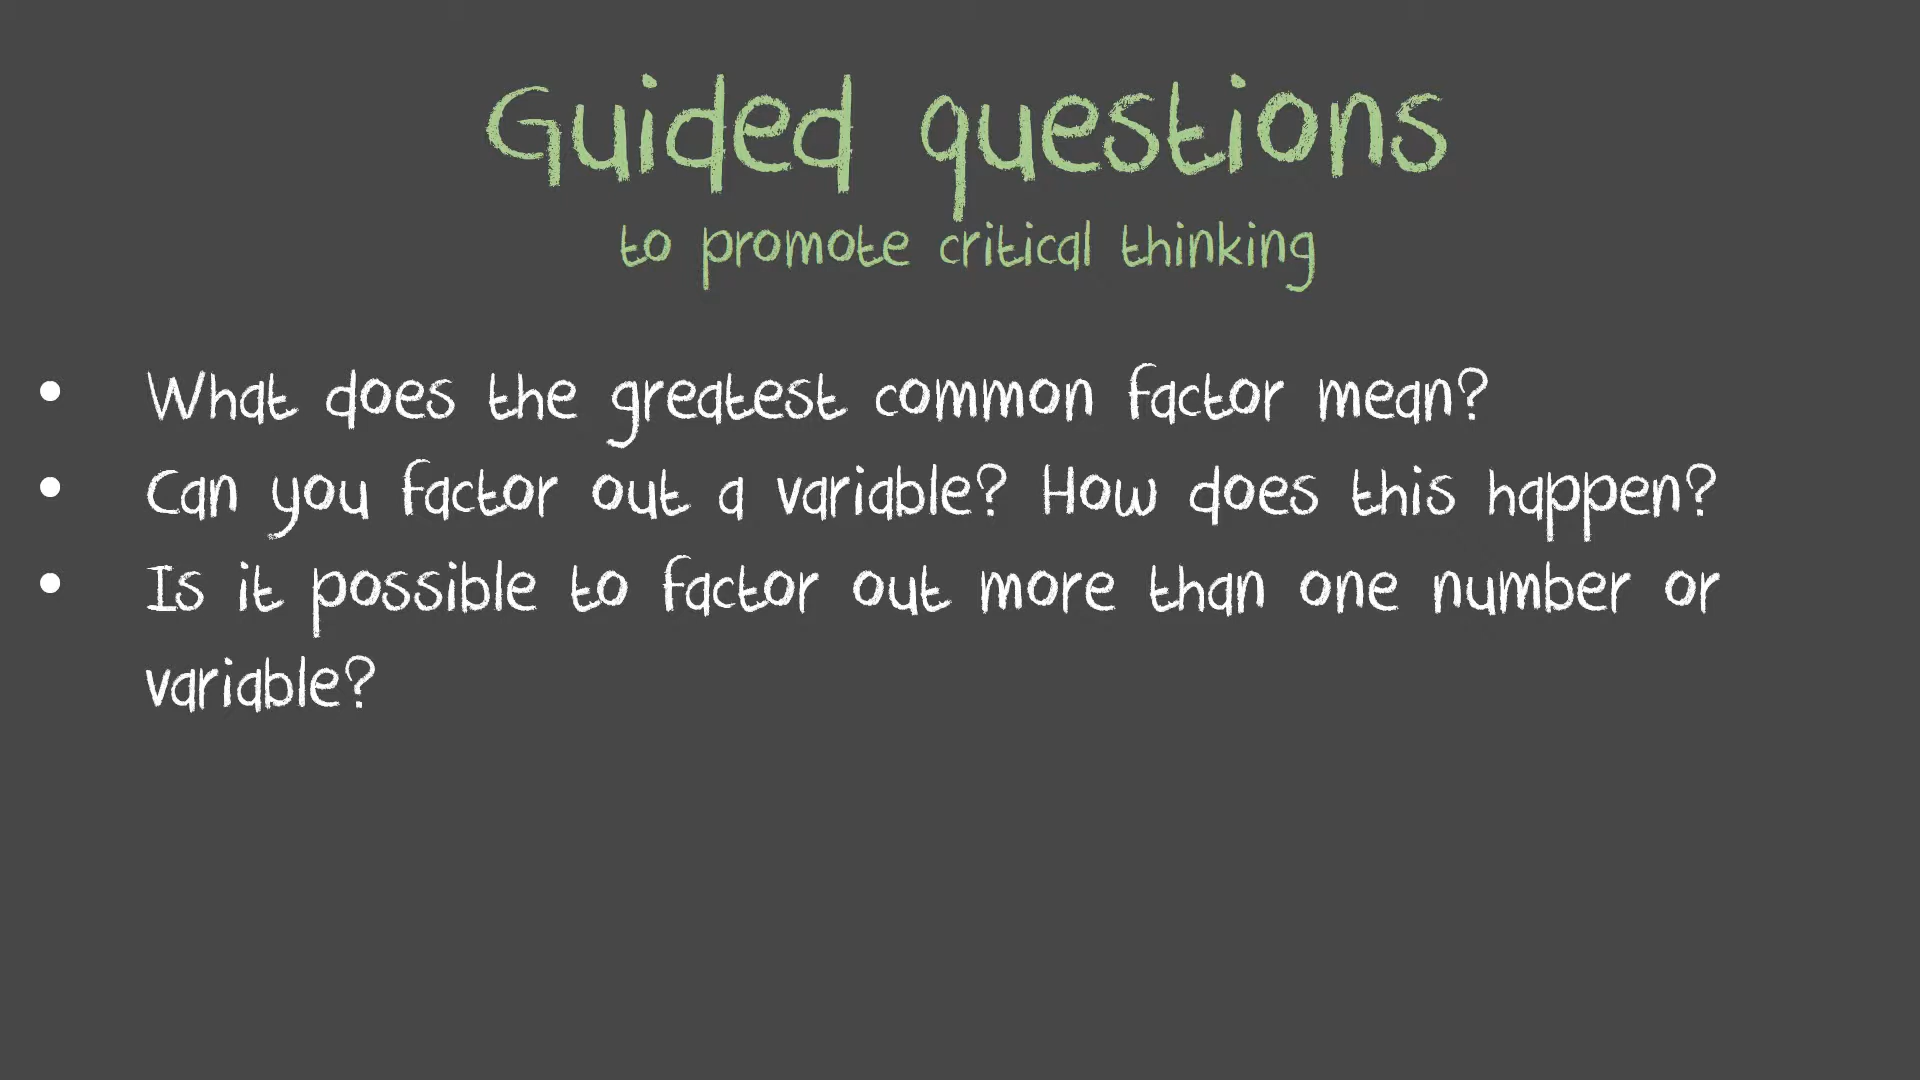 Guided questions
to promote critical thinking
• What does the greatest common factor mean?
• Can you factor out a variable? How does this happen?
• Is it possible to factor out more than one number or
variable?